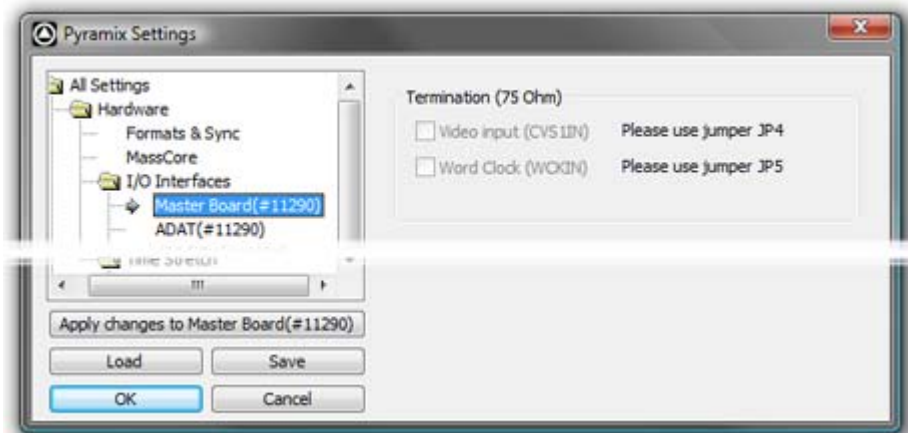 Pyramix Settings
All Settings
Hardware
Formats & Sync
MassCore
I/O Interfaces
Master Board(#11290)
ADAT(#11290)
Time Stretch
Apply changes to Master Board(#11290)
Load
Save
OK
Cancel
Termination (75 Ohm)
Video input (CVS1IN) Please use jumper JP4
Word Clock (WCKIN) Please use jumper JP5